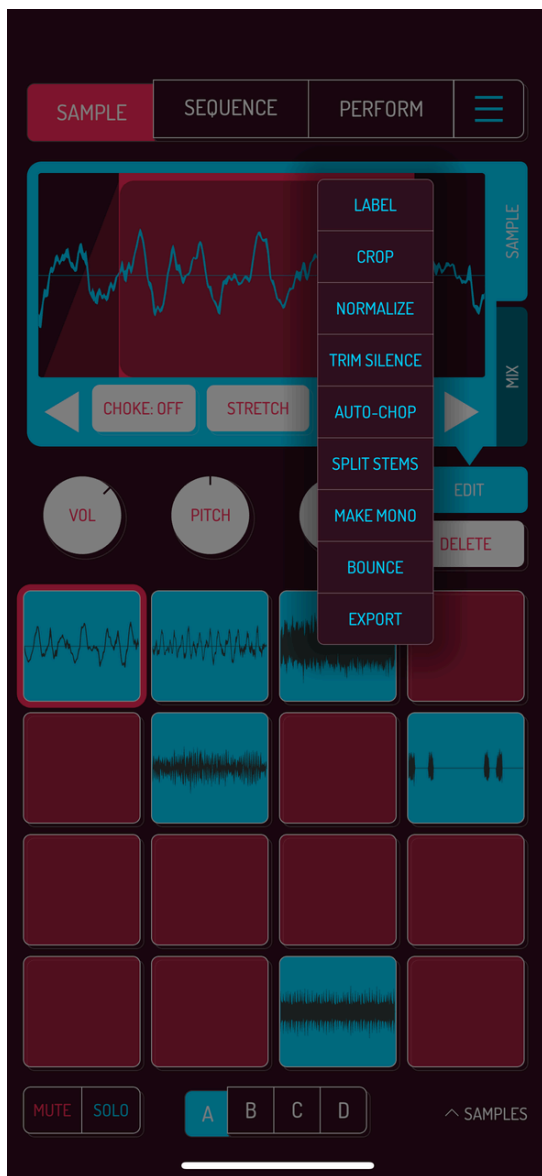 SAMPLE
SEQUENCE
PERFORM
SAMPLE
MIX
LABEL
CROP
NORMALIZE
TRIM SILENCE
AUTO-CHOP
SPLIT STEMS
MAKE MONO
BOUNCE
EXPORT
CHOKE: OFF
STRETCH
VOL
PITCH
EDIT
DELETE
MUTE
SOLO
A
B
C
D
SAMPLES